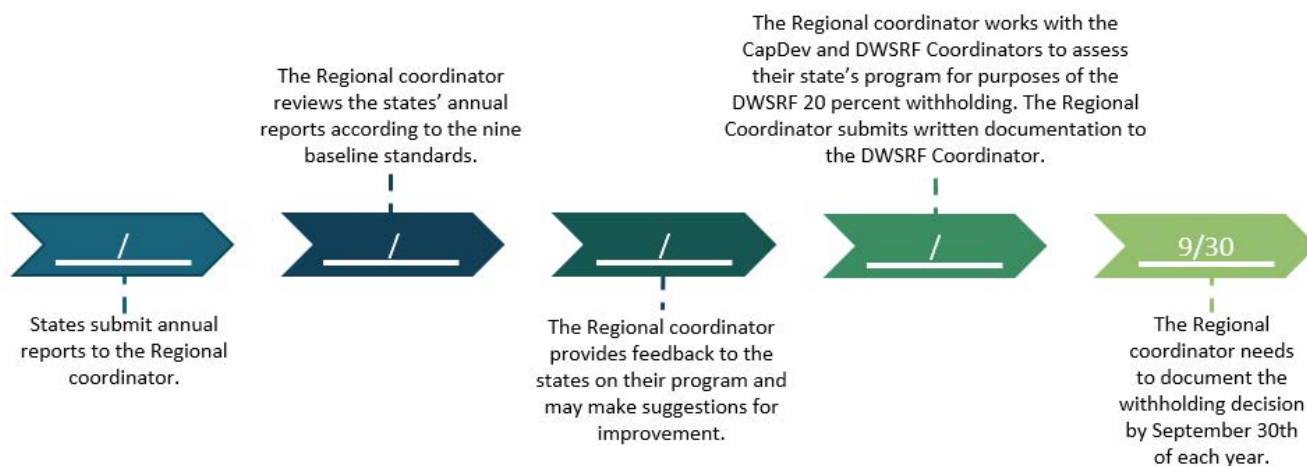 States submit annual
reports to the Regional
coordinator.
/
The Regional coordinator
reviews the states’ annual
reports according to the nine
baseline standards.
/
The Regional coordinator
provides feedback to the
states on their program and
may make suggestions for
improvement.
/
The Regional coordinator works with the
CapDev and DWSRF Coordinators to assess
their state’s program for purposes of the
DWSRF 20 percent withholding. The Regional
Coordinator submits written documentation to
the DWSRF Coordinator.
/
9/30
The Regional
coordinator needs
to document the
withholding decision
by September 30th
of each year.